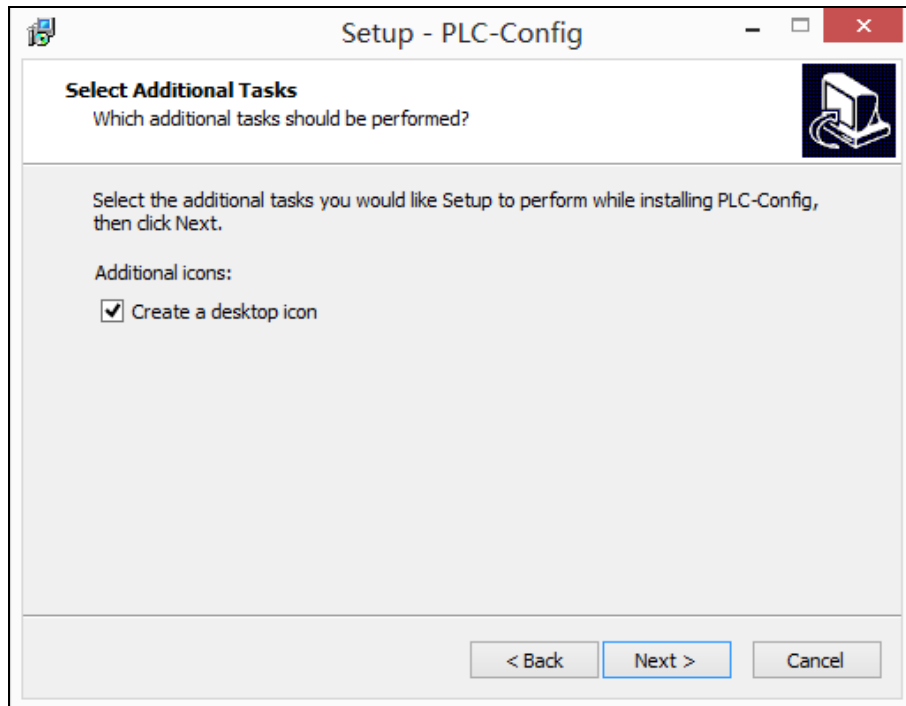 Setup - PLC-Config
Select Additional Tasks
Which additional tasks should be performed?
Select the additional tasks you would like Setup to perform while installing PLC-Config,
then click Next.
Additional icons:
Create a desktop icon
< Back Next > Cancel